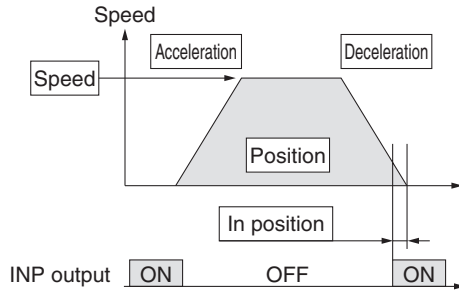 Speed
Acceleration
Deceleration
Speed
Position
In position
INP output ON OFF ON